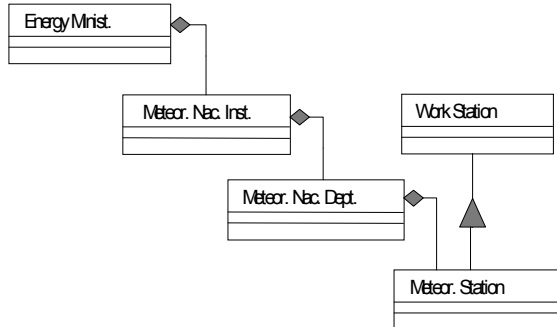 Energy Minist.
Meteor. Nac. Inst.
Work Station
Meteor. Nac. Dept.
Meteor. Station